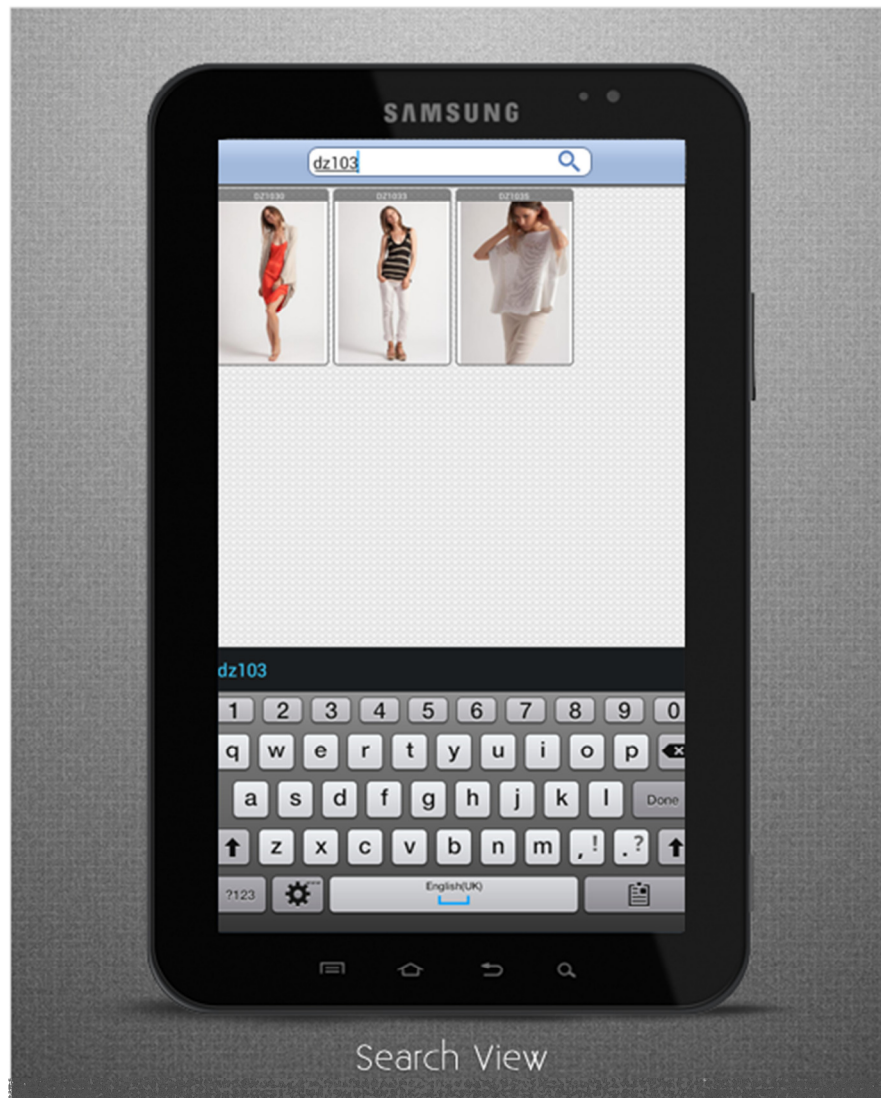 SAMSUNG
dz103
DZ1030 DZ1033 DZ1035
dz103
1 2 3 4 5 6 7 8 9 0
q w e r t y u i o p
a s d f g h j k l Done
z x c v b n m , ! . ?
?123 English(UK)
Search View